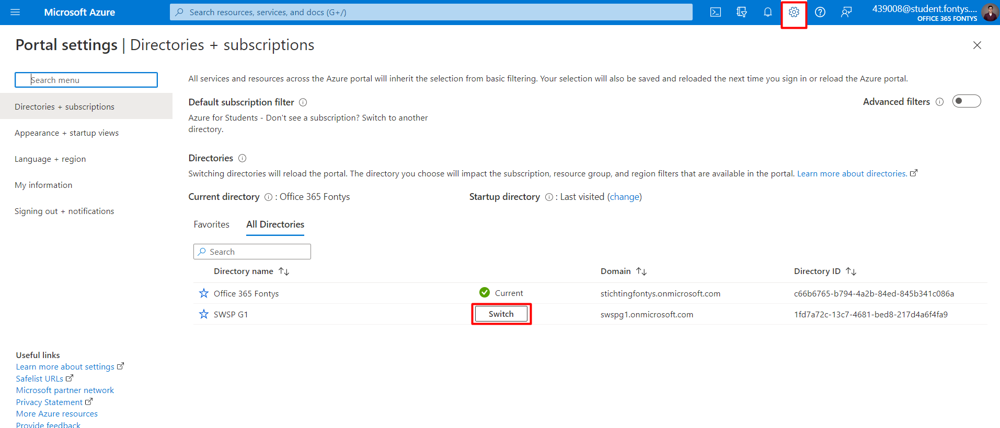 Microsoft Azure
Search resources, services, and docs (G+/)
439008@student.fontys....
OFFICE 365 FONTYS
Portal settings | Directories + subscriptions
Search menu
Directories + subscriptions
Appearance + startup views
Language + region
My information
Signing out + notifications
All services and resources across the Azure portal will inherit the selection from basic filtering. Your selection will also be saved and reloaded the next time you sign in or reload the Azure portal.
Default subscription filter
Advanced filters
Azure for Students - Don't see a subscription? Switch to another
directory.
Directories
Switching directories will reload the portal. The directory you choose will impact the subscription, resource group, and region filters that are available in the portal. Learn more about directories.
Current directory : Office 365 Fontys
Startup directory : Last visited (change)
Favorites All Directories
Search
Directory name Domain Directory ID
Office 365 Fontys Current stichtingfontys.onmicrosoft.com c66b6765-b794-4a2b-84ed-845b341c086a
SWSP G1 Switch swspg1.onmicrosoft.com 1fd7a72c-13c7-4681-bed8-217d4a6f4fa9
Useful links
Learn more about settings
Safelist URLs
Microsoft partner network
Privacy Statement
More Azure resources
Provide feedback